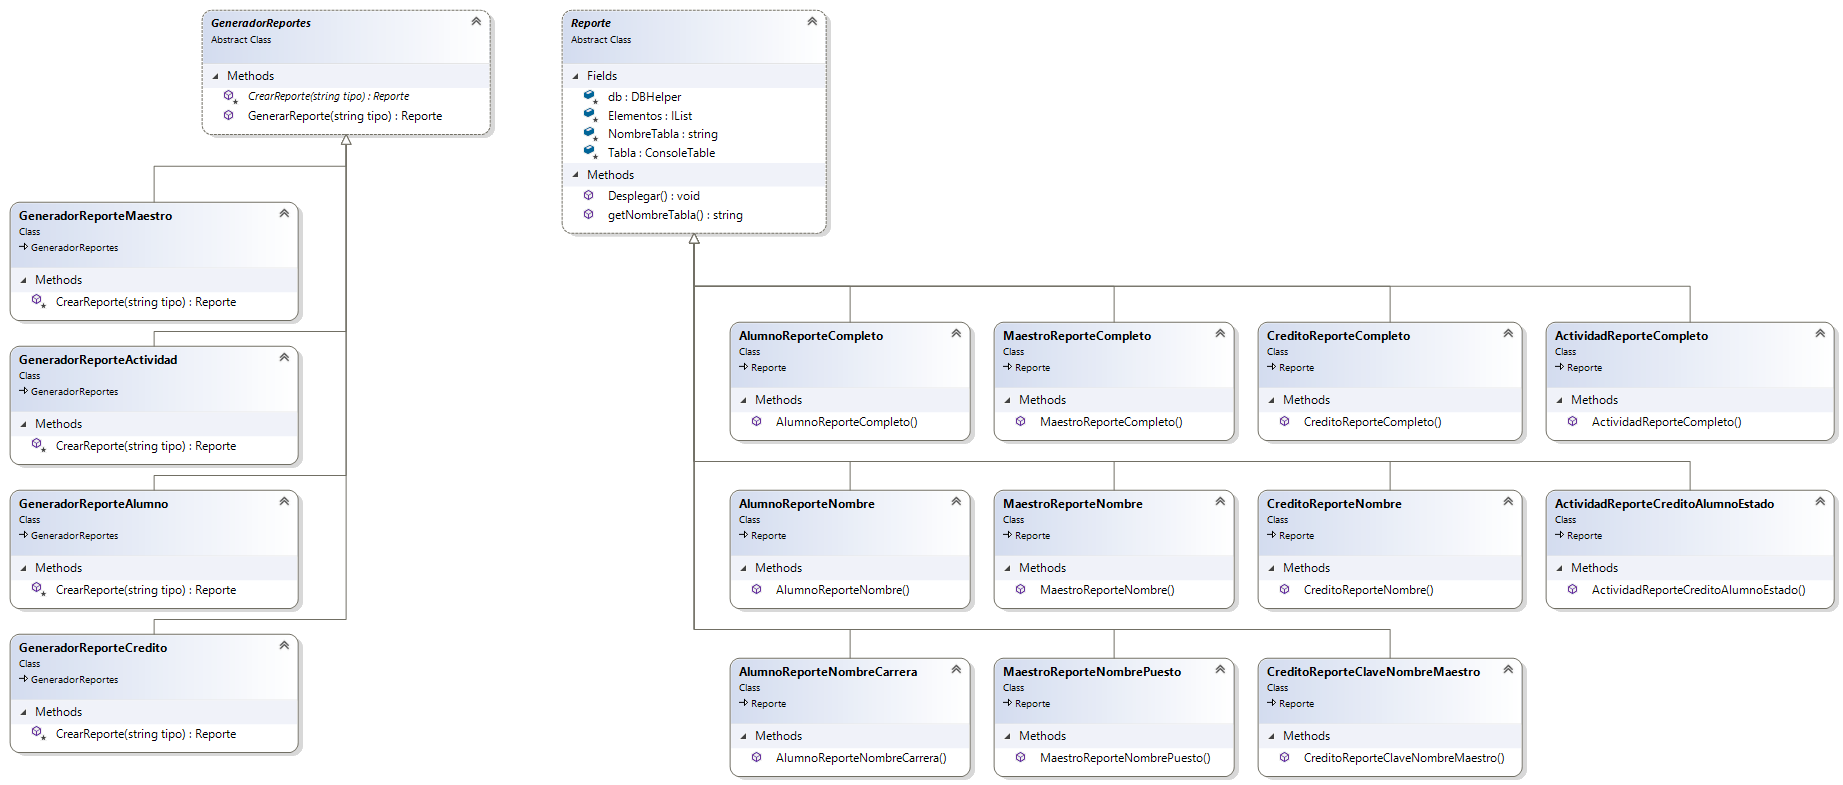 GeneradorReportes
Abstract Class
Methods
CrearReporte(string tipo) : Reporte
GenerarReporte(string tipo) : Reporte
Reporte
Abstract Class
Fields
db : DBHelper
Elementos : IList
NombreTabla : string
Tabla : ConsoleTable
Methods
Desplegar() : void
getNombreTabla() : string
GeneradorReporteMaestro
Class
GeneradorReportes
Methods
CrearReporte(string tipo) : Reporte
GeneradorReporteActividad
Class
GeneradorReportes
Methods
CrearReporte(string tipo) : Reporte
GeneradorReporteAlumno
Class
GeneradorReportes
Methods
CrearReporte(string tipo) : Reporte
GeneradorReporteCredito
Class
GeneradorReportes
Methods
CrearReporte(string tipo) : Reporte
AlumnoReporteCompleto
Class
Reporte
Methods
AlumnoReporteCompleto()
MaestroReporteCompleto
Class
Reporte
Methods
MaestroReporteCompleto()
CreditoReporteCompleto
Class
Reporte
Methods
CreditoReporteCompleto()
ActividadReporteCompleto
Class
Reporte
Methods
ActividadReporteCompleto()
AlumnoReporteNombre
Class
Reporte
Methods
AlumnoReporteNombre()
MaestroReporteNombre
Class
Reporte
Methods
MaestroReporteNombre()
CreditoReporteNombre
Class
Reporte
Methods
CreditoReporteNombre()
ActividadReporteCreditoAlumnoEstado
Class
Reporte
Methods
ActividadReporteCreditoAlumnoEstado()
AlumnoReporteNombreCarrera
Class
Reporte
Methods
AlumnoReporteNombreCarrera()
MaestroReporteNombrePuesto
Class
Reporte
Methods
MaestroReporteNombrePuesto()
CreditoReporteClaveNombreMaestro
Class
Reporte
Methods
CreditoReporteClaveNombreMaestro()